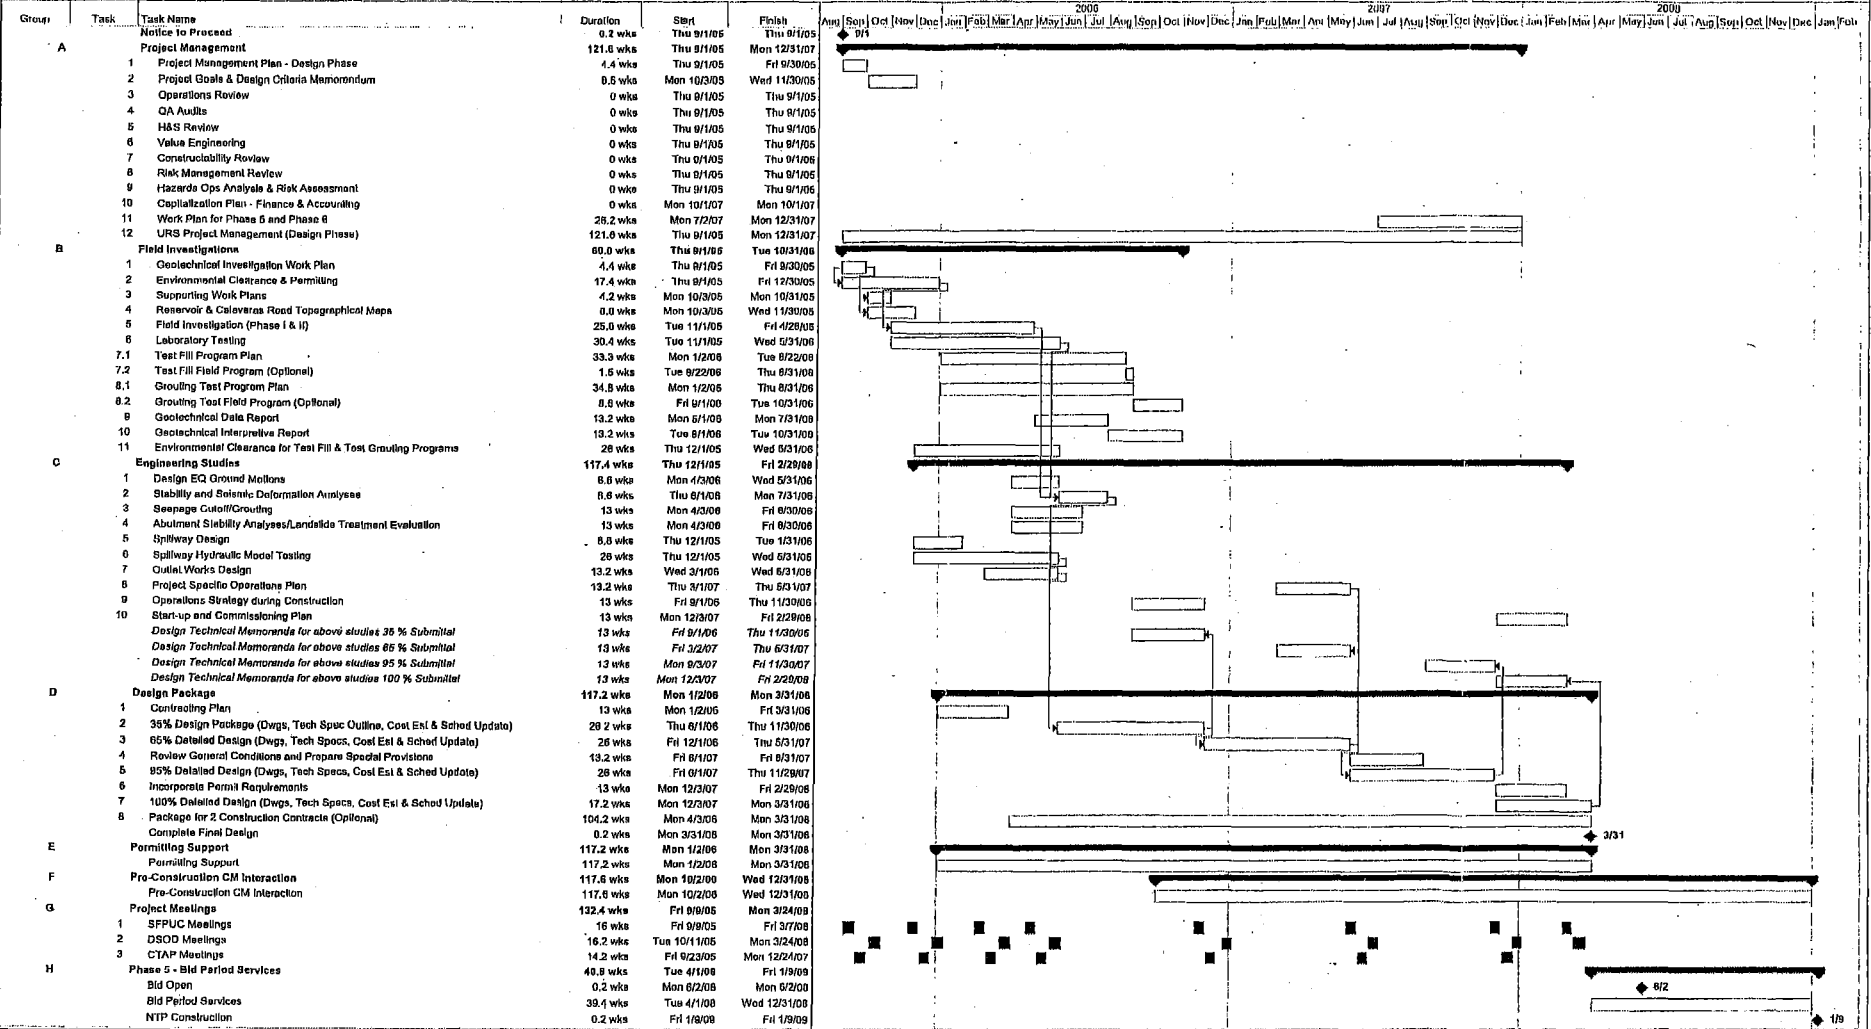 2006 2007 2008
Group Task Task Name Duration Start Finish Aug Sep Oct Nov Dec Jan Feb Mar Apr May Jun Jul Aug Sep Oct Nov Dec Jan Feb Mar Apr May Jun Jul Aug Sep Oct Nov Dec Jan Feb Mar Apr May Jun Jul Aug Sep Oct Nov Dec Jan Feb
Notice to Proceed 0.2 wks Thu 9/1/05 Thu 9/1/05 9/1
A Project Management 121.6 wks Thu 9/1/05 Mon 12/31/07
1 Project Management Plan - Design Phase 4.4 wks Thu 9/1/05 Fri 9/30/05
2 Project Goals & Design Criteria Memorandum 8.6 wks Mon 10/3/05 Wed 11/30/05
3 Operations Review 0 wks Thu 9/1/05 Thu 9/1/05
4 QA Audits 0 wks Thu 9/1/05 Thu 9/1/05
5 H&S Review 0 wks Thu 9/1/05 Thu 9/1/05
6 Value Engineering 0 wks Thu 9/1/05 Thu 9/1/05
7 Constructability Review 0 wks Thu 9/1/05 Thu 9/1/05
8 Risk Management Review 0 wks Thu 9/1/05 Thu 9/1/05
9 Hazards Ops Analysis & Risk Assessment 0 wks Thu 9/1/05 Thu 9/1/05
10 Capitalization Plan - Finance & Accounting 0 wks Mon 10/1/07 Mon 10/1/07
11 Work Plan for Phase 5 and Phase 6 26.2 wks Mon 7/2/07 Mon 12/31/07
12 URS Project Management (Design Phase) 121.6 wks Thu 9/1/05 Mon 12/31/07
B Field Investigations 60.0 wks Thu 9/1/05 Tue 10/31/06
1 Geotechnical Investigation Work Plan 4.4 wks Thu 9/1/05 Fri 9/30/05
2 Environmental Clearance & Permitting 17.4 wks Thu 9/1/05 Fri 12/30/05
3 Supporting Work Plans 4.2 wks Mon 10/3/05 Mon 10/31/05
4 Reservoir & Calaveras Road Topographical Maps Mon 10/3/05 Wed 11/30/05
5 Field Investigation (Phase I & II) 25.0 wks Tue 11/1/05 Fri 4/28/06
6 Laboratory Testing 30.4 wks Tue 11/1/05 Wed 5/31/06
7.1 Test Fill Program Plan 33.3 wks Mon 1/2/06 Tue 8/22/06
7.2 Test Fill Field Program (Optional) 1.6 wks Tue 8/22/06 Thu 8/31/06
8.1 Grouting Test Program Plan 34.8 wks Mon 1/2/06 Thu 8/31/06
8.2 Grouting Test Field Program (Optional) 8.6 wks Fri 9/1/06 Tue 10/31/06
9 Geotechnical Data Report 13.2 wks Mon 5/1/06 Mon 7/31/06
10 Geotechnical Interpretive Report 13.2 wks Tue 8/1/06 Tue 10/31/06
11 Environmental Clearance for Test Fill & Test Grouting Programs 26 wks Thu 12/1/05 Wed 5/31/06
C Engineering Studies 117.4 wks Thu 12/1/05 Fri 2/29/08
1 Design EQ Ground Motions 8.6 wks Mon 4/3/06 Wed 5/31/06
2 Stability and Seismic Deformation Analyses 8.6 wks Thu 6/1/06 Mon 7/31/06
3 Seepage Cutoff/Grouting 13 wks Mon 4/3/06 Fri 6/30/06
4 Abutment Stability Analyses/Landslide Treatment Evaluation 13 wks Mon 4/3/06 Fri 6/30/06
5 Spillway Design 8.8 wks Thu 12/1/05 Tue 1/31/06
6 Spillway Hydraulic Model Testing 26 wks Thu 12/1/05 Wed 5/31/06
7 Outlet Works Design 13.2 wks Wed 3/1/06 Wed 5/31/06
8 Project Specific Operations Plan 13.2 wks Thu 3/1/07 Thu 5/31/07
9 Operations Strategy during Construction 13 wks Fri 9/1/06 Thu 11/30/06
10 Start-up and Commissioning Plan 13 wks Mon 12/3/07 Fri 2/29/08
Design Technical Memoranda for above studies 35 % Submittal 13 wks Fri 9/1/06 Thu 11/30/06
Design Technical Memoranda for above studies 65 % Submittal 13 wks Fri 3/2/07 Thu 5/31/07
Design Technical Memoranda for above studies 95 % Submittal 13 wks Mon 9/3/07 Fri 11/30/07
Design Technical Memoranda for above studies 100 % Submittal 13 wks Mon 12/3/07 Fri 2/29/08
D Design Package 117.2 wks Mon 1/2/06 Mon 3/31/08
1 Contracting Plan 13 wks Mon 1/2/06 Fri 3/31/06
2 35% Design Package (Dwgs, Tech Spec Outline, Cost Est & Sched Update) 26.2 wks Thu 6/1/06 Thu 11/30/06
3 65% Detailed Design (Dwgs, Tech Specs, Cost Est & Sched Update) 26 wks Fri 12/1/06 Thu 5/31/07
4 Review General Conditions and Prepare Special Provisions 13.2 wks Fri 6/1/07 Fri 8/31/07
5 95% Detailed Design (Dwgs, Tech Specs, Cost Est & Sched Update) 26 wks Fri 6/1/07 Thu 11/29/07
6 Incorporate Permit Requirements 13 wks Mon 12/3/07 Fri 2/29/08
7 100% Detailed Design (Dwgs, Tech Specs, Cost Est & Sched Update) 17.2 wks Mon 12/3/07 Mon 3/31/08
8 Package for 2 Construction Contracts (Optional) 104.2 wks Mon 4/3/06 Mon 3/31/08
Complete Final Design 0.2 wks Mon 3/31/08 Mon 3/31/08 3/31
E Permitting Support 117.2 wks Mon 1/2/06 Mon 3/31/08
Permitting Support 117.2 wks Mon 1/2/06 Mon 3/31/08
F Pre-Construction CM Interaction 117.6 wks Mon 10/2/06 Wed 12/31/08
Pre-Construction CM Interaction 117.6 wks Mon 10/2/06 Wed 12/31/08
G Project Meetings 132.4 wks Fri 9/9/05 Mon 3/24/08
1 SFPUC Meetings 16 wks Fri 9/9/05 Fri 3/7/08
2 DSOD Meetings 16.2 wks Tue 10/11/05 Mon 3/24/08
3 CTAP Meetings 14.2 wks Fri 9/23/05 Mon 12/24/07
H Phase 5 - Bid Period Services 40.8 wks Tue 4/1/08 Fri 1/9/09
Bid Open 0.2 wks Mon 6/2/08 Mon 6/2/08 6/2
Bid Period Services 39.4 wks Tue 4/1/08 Wed 12/31/08
NTP Construction 0.2 wks Fri 1/9/09 Fri 1/9/09 1/9